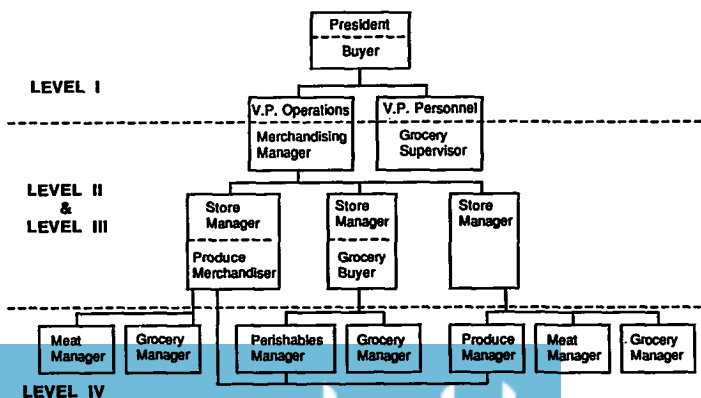 President
Buyer
LEVEL I
V.P. Operations
V.P. Personnel
Merchandising
Manager
Grocery
Supervisor
LEVEL II
&
LEVEL III
Store
Manager
Produce
Merchandiser
Store
Manager
Grocery
Buyer
Store
Manager
Meat
Manager
Grocery
Manager
Perishables
Manager
Grocery
Manager
Produce
Manager
Meat
Manager
Grocery
Manager
LEVEL IV